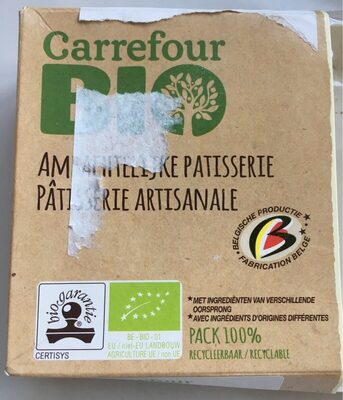 Carrefour
BIO
PATISSERIE
ARTISANALE
BELGISCHE PRODUCTIE
FABRICATION BELGE
*MET INGREDIËNTEN VAN VERSCHILLENDE
OORSPRONG
*AVEC INGRÉDIENTS D'ORIGINES DIFFÉRENTES
bio-garantie
CERTISYS
BE - BIO - 01
EU / niet-EU LANDBOUW
AGRICULTURE UE / non UE
PACK 100%
RECYCLEERBAAR / RECYCLABLE